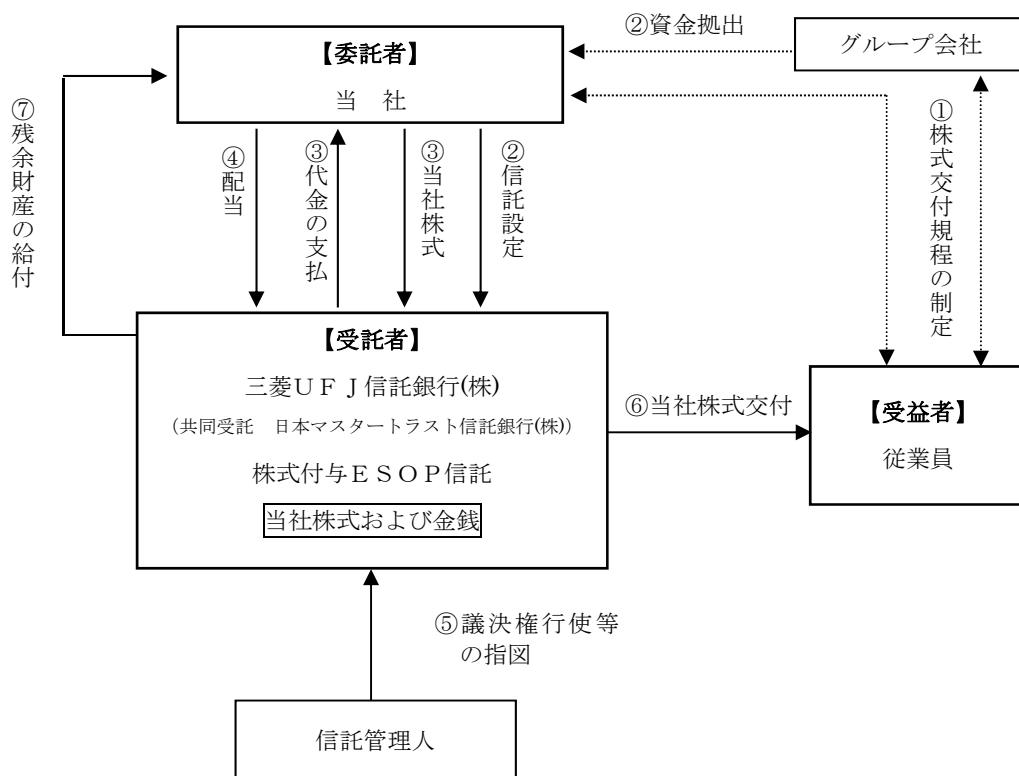 ②資金拠出
グループ会社
【委託者】
当　社
⑦残余財産の給付
④配当
③代金の支払
③当社株式
②信託設定
①株式交付規程の制定
【受託者】
三菱ＵＦＪ信託銀行(株)
（共同受託　日本マスタートラスト信託銀行(株)）
株式付与ＥＳＯＰ信託
当社株式および金銭
⑥当社株式交付
【受益者】
従業員
⑤議決権行使等
の指図
信託管理人